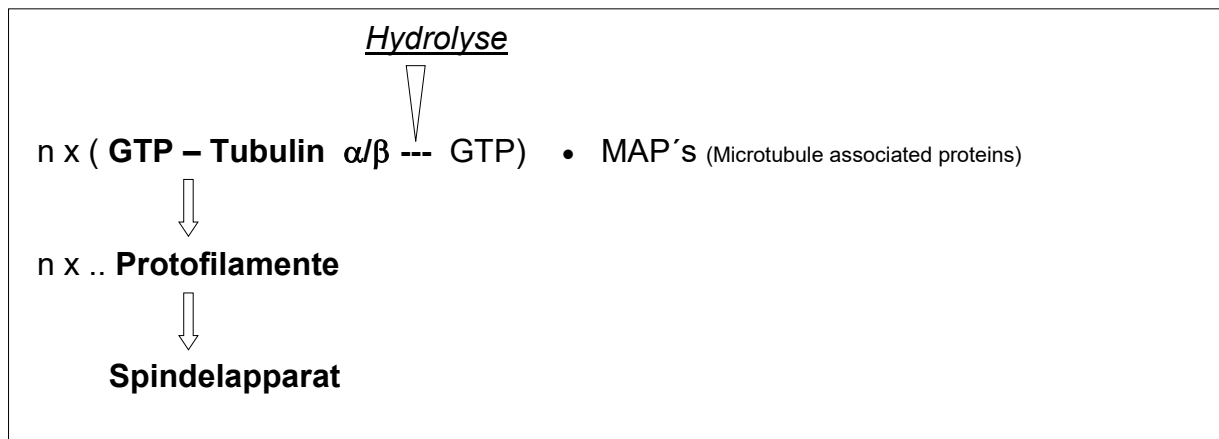 Hydrolyse
n x ( GTP – Tubulin α/β --- GTP) • MAP´s (Microtubule associated proteins)
n x .. Protofilamente
Spindelapparat